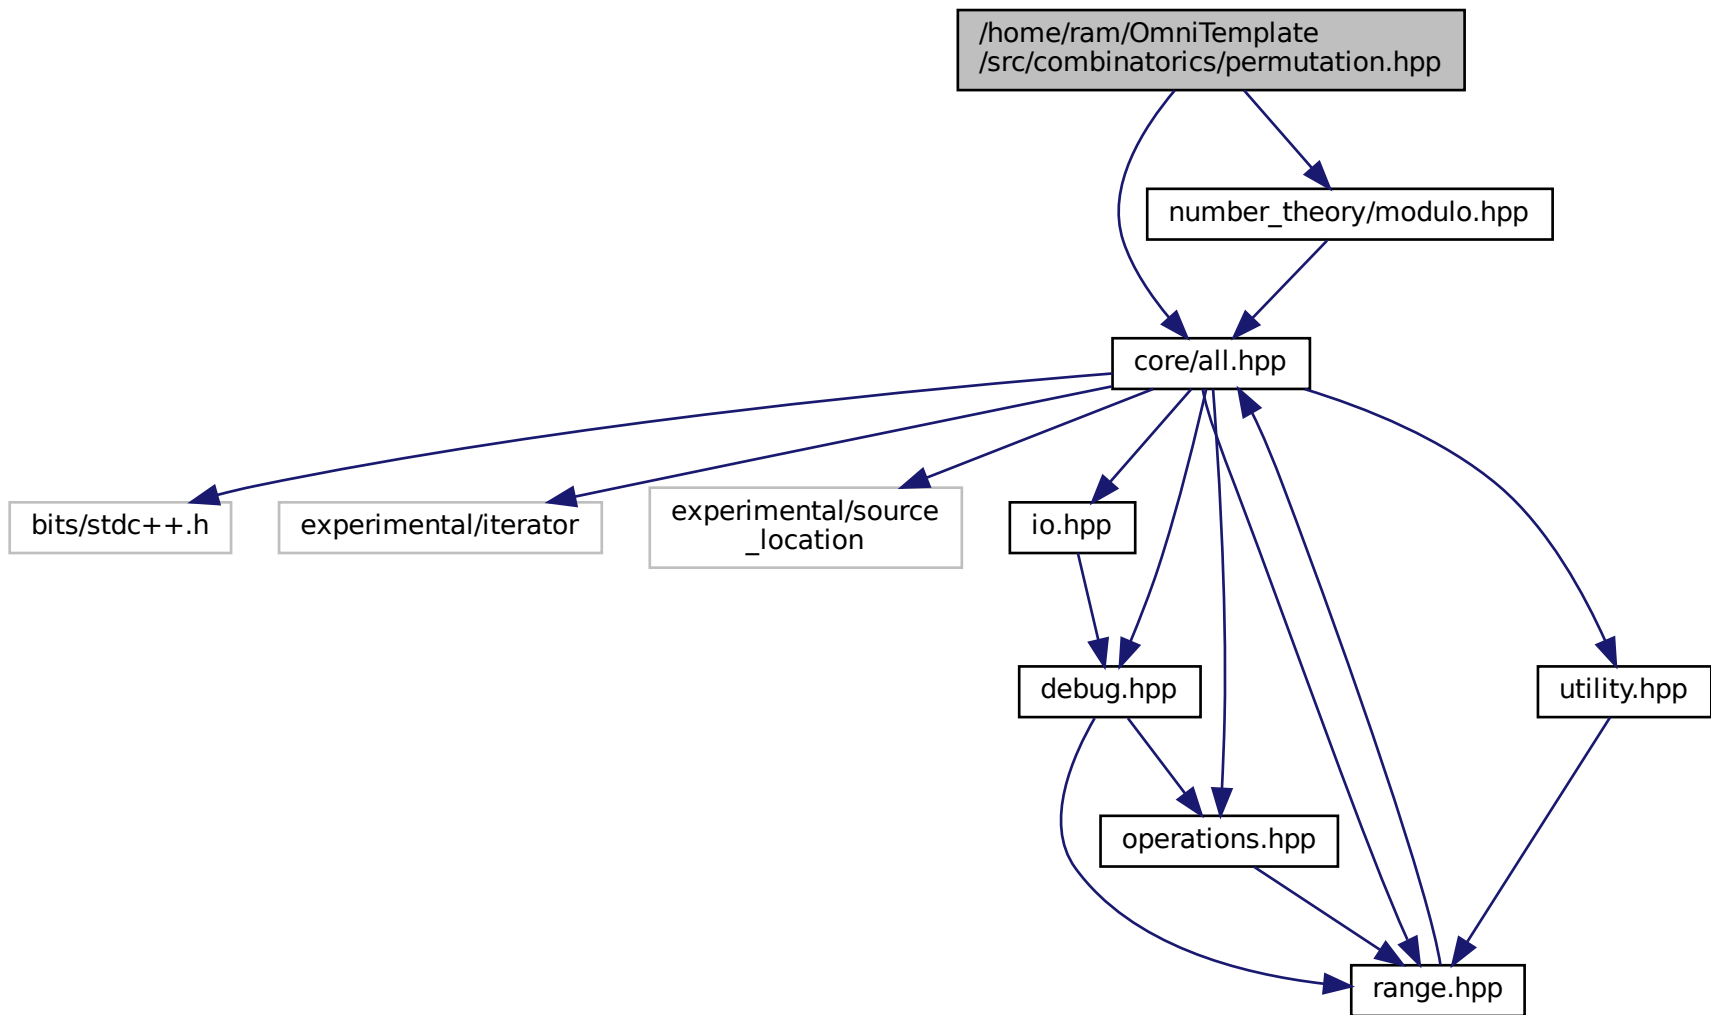 /home/ram/OmniTemplate
/src/combinatorics/permutation.hpp
number_theory/modulo.hpp
core/all.hpp
bits/stdc++.h
experimental/iterator
experimental/source
_location
io.hpp
debug.hpp
utility.hpp
operations.hpp
range.hpp